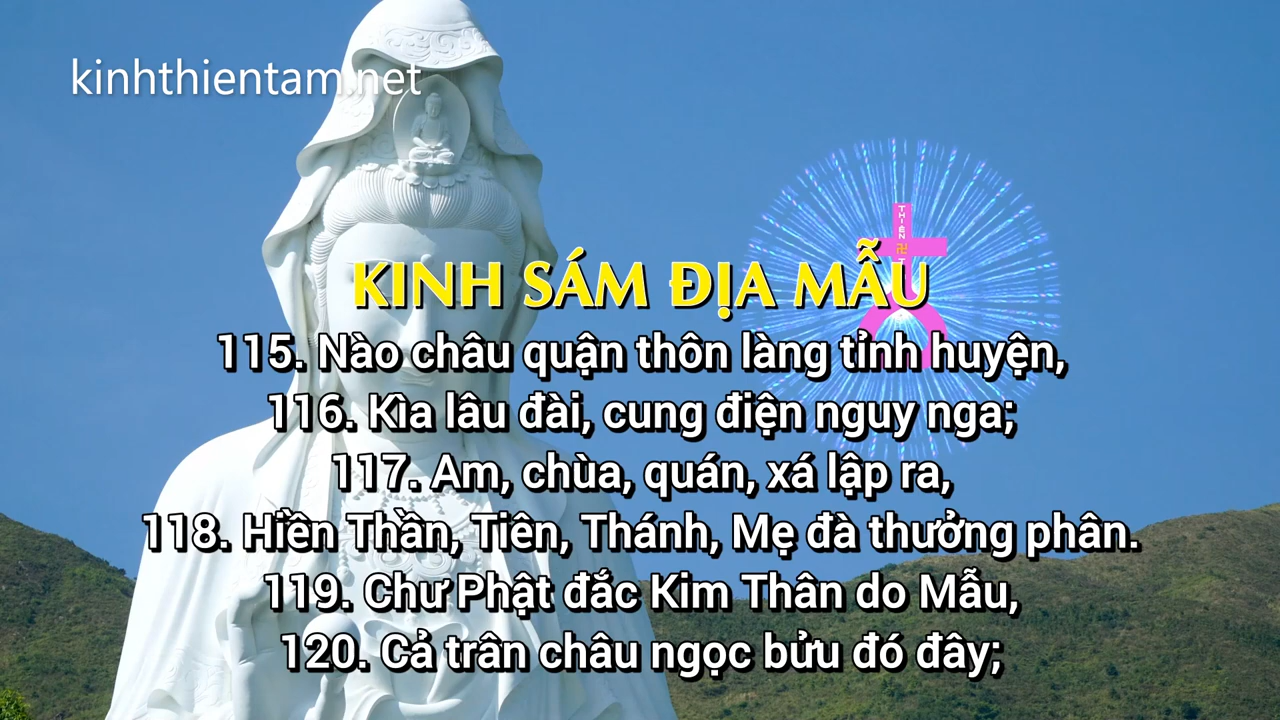 kinhthientam.net
THIÊN
卍
T
KINH SÁM ĐỊA MẪU
115. Nào châu quận thôn làng tỉnh huyện,
116. Kìa lâu đài, cung điện nguy nga;
117. Am, chùa, quán, xá lập ra,
118. Hiền Thần, Tiên, Thánh, Mẹ đà thưởng phân.
119. Chư Phật đắc Kim Thân do Mẫu,
120. Cả trân châu ngọc bửu đó đây;